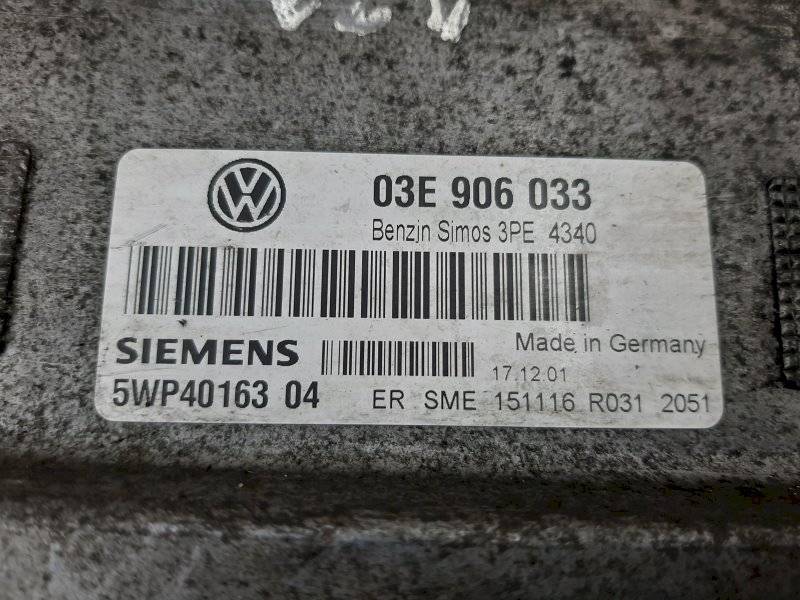 VW
03E 906 033
Benzin Simos 3PE 4340
SIEMENS
Made in Germany
17.12.01
5WP40163 04
ER SME 151116 R031 2051